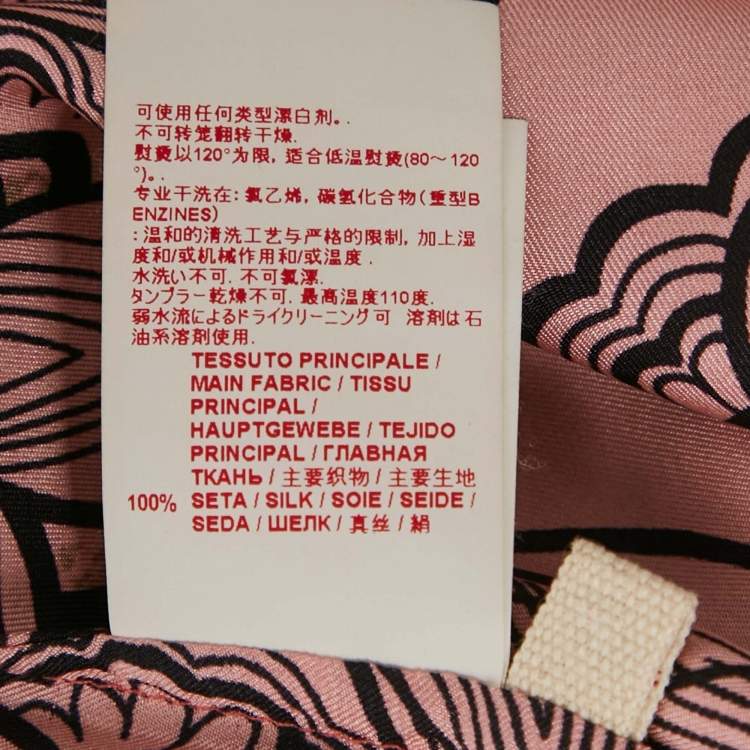 可使用任何类型漂白剂。.
不可转笼翻转干燥.
熨烫以120°为限, 适合低温熨烫(80～120
°)。.
专业干洗在: 氯乙烯, 碳氢化合物 (重型B
ENZINES)
:温和的清洗工艺与严格的限制, 加上湿
度和/或机械作用和/或温度 .
水洗い不可. 不可氯漂.
タンブラー乾燥不可. 最高温度110度.
弱水流によるドライクリーニング可 溶剤は石
油系溶剤使用.
TESSUTO PRINCIPALE /
MAIN FABRIC / TISSU
PRINCIPAL /
HAUPTGEWEBE / TEJIDO
PRINCIPAL / ГЛАВНАЯ
ТКАНЬ / 主要织物 / 主要生地
100% SETA / SILK / SOIE / SEIDE /
SEDA / ШЕЛК / 真丝 / 絹